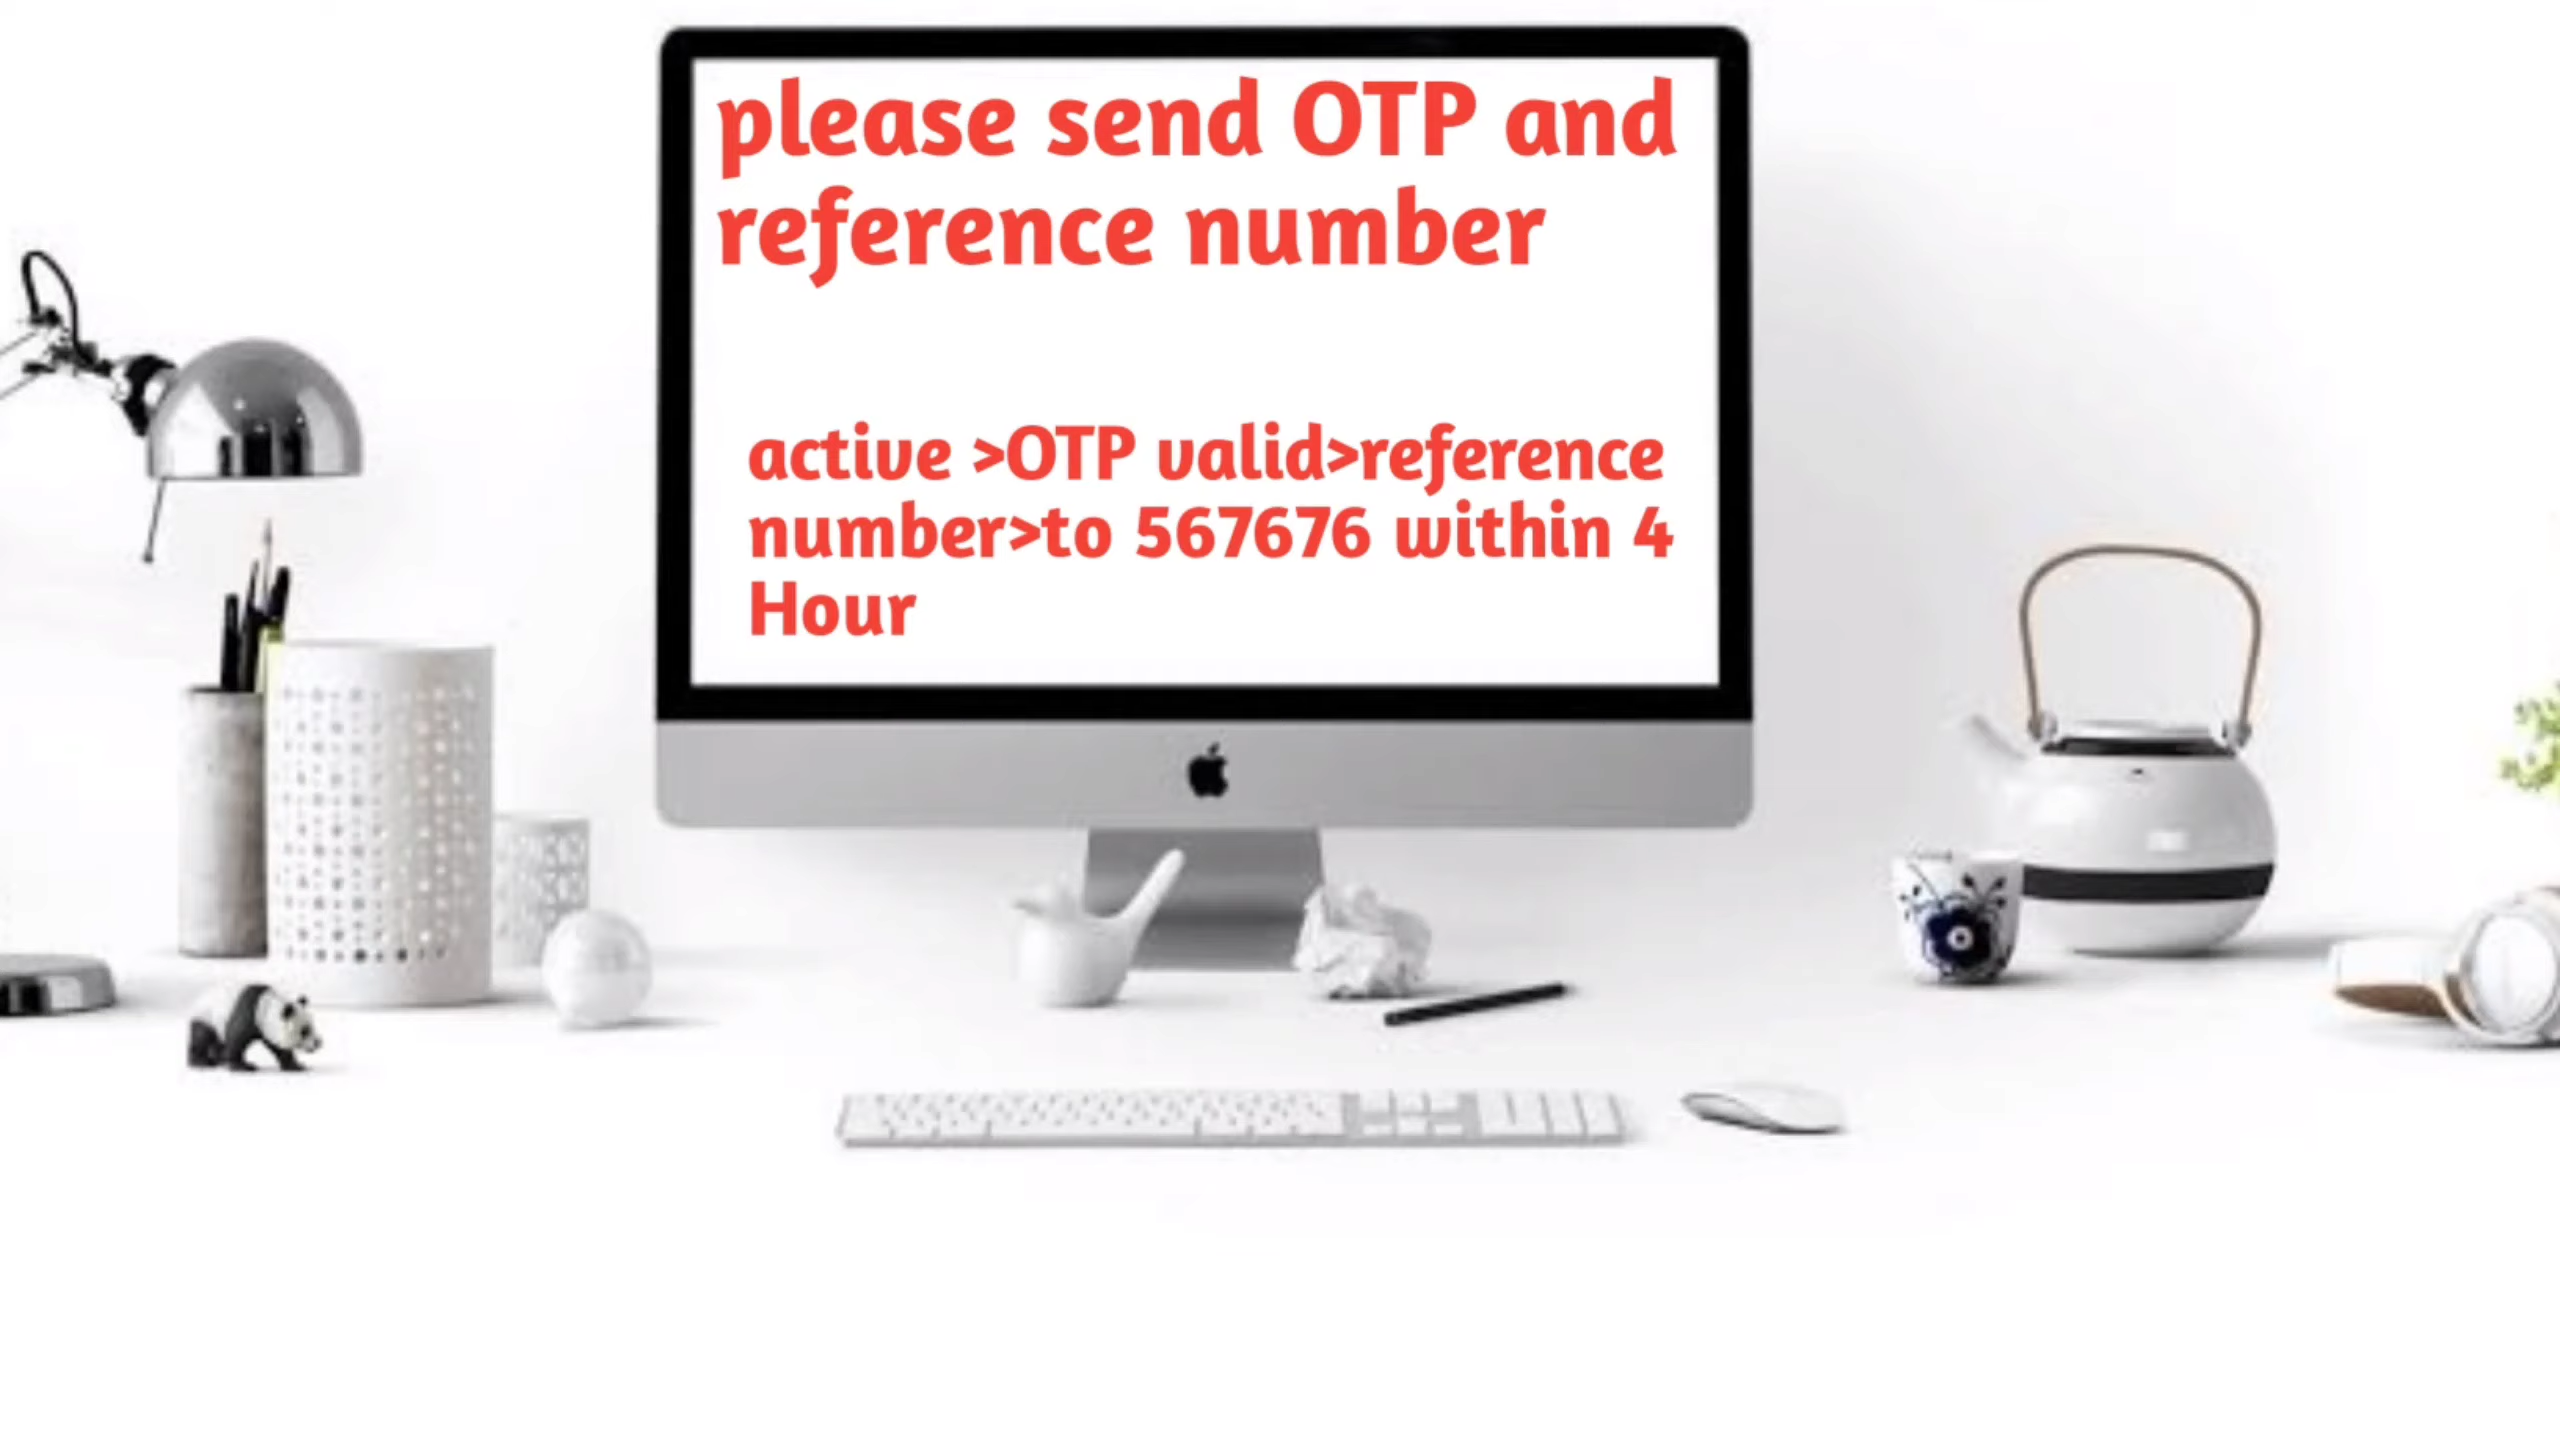 please send OTP and
reference number
active >OTP valid>reference
number>to 567676 within 4
Hour